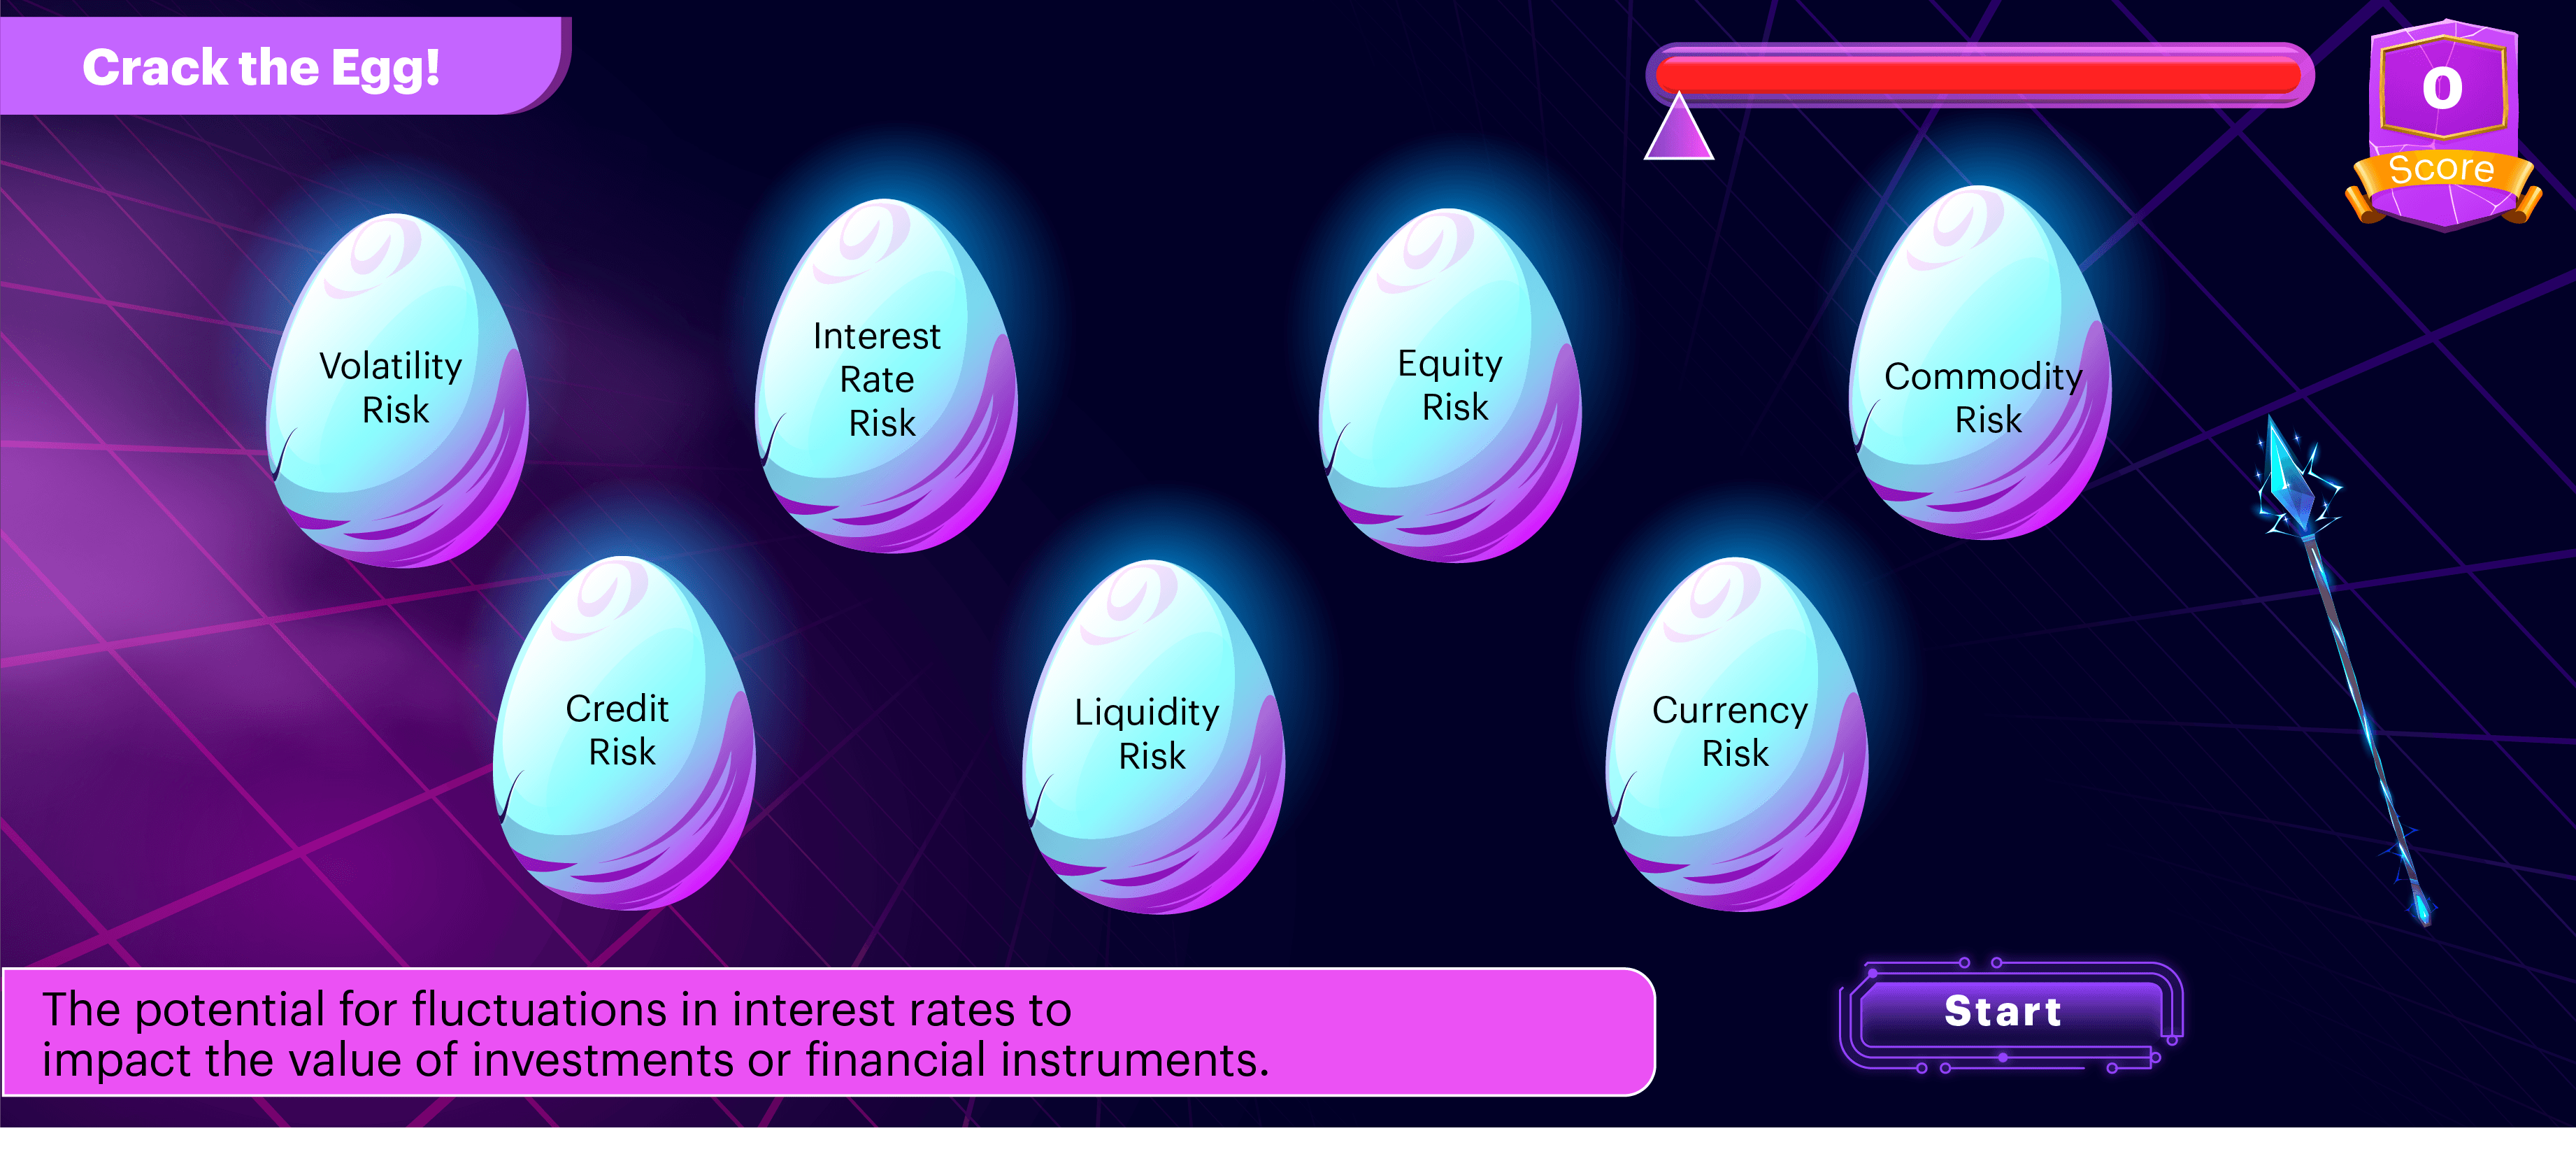 Crack the Egg!
0
Score
Volatility
Risk
Interest
Rate
Risk
Equity
Risk
Commodity
Risk
Credit
Risk
Liquidity
Risk
Currency
Risk
The potential for fluctuations in interest rates to
impact the value of investments or financial instruments.
Start